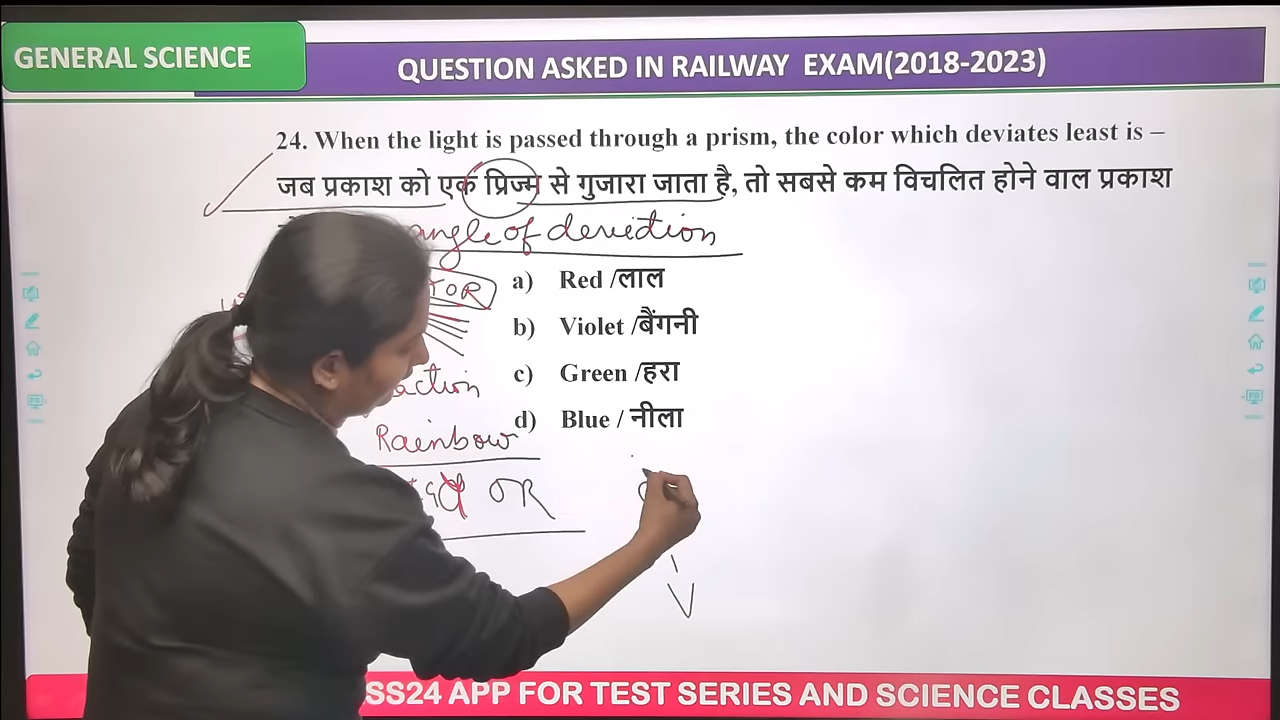 GENERAL SCIENCE
QUESTION ASKED IN RAILWAY EXAM(2018-2023)
24. When the light is passed through a prism, the color which deviates least is –
जब प्रकाश को एक प्रिज्म से गुजारा जाता है, तो सबसे कम विचलित होने वाल प्रकाश
angle of deviation
a) Red /लाल
b) Violet /बैंगनी
c) Green /हरा
d) Blue / नीला
Rainbow
OR
V
SS24 APP FOR TEST SERIES AND SCIENCE CLASSES